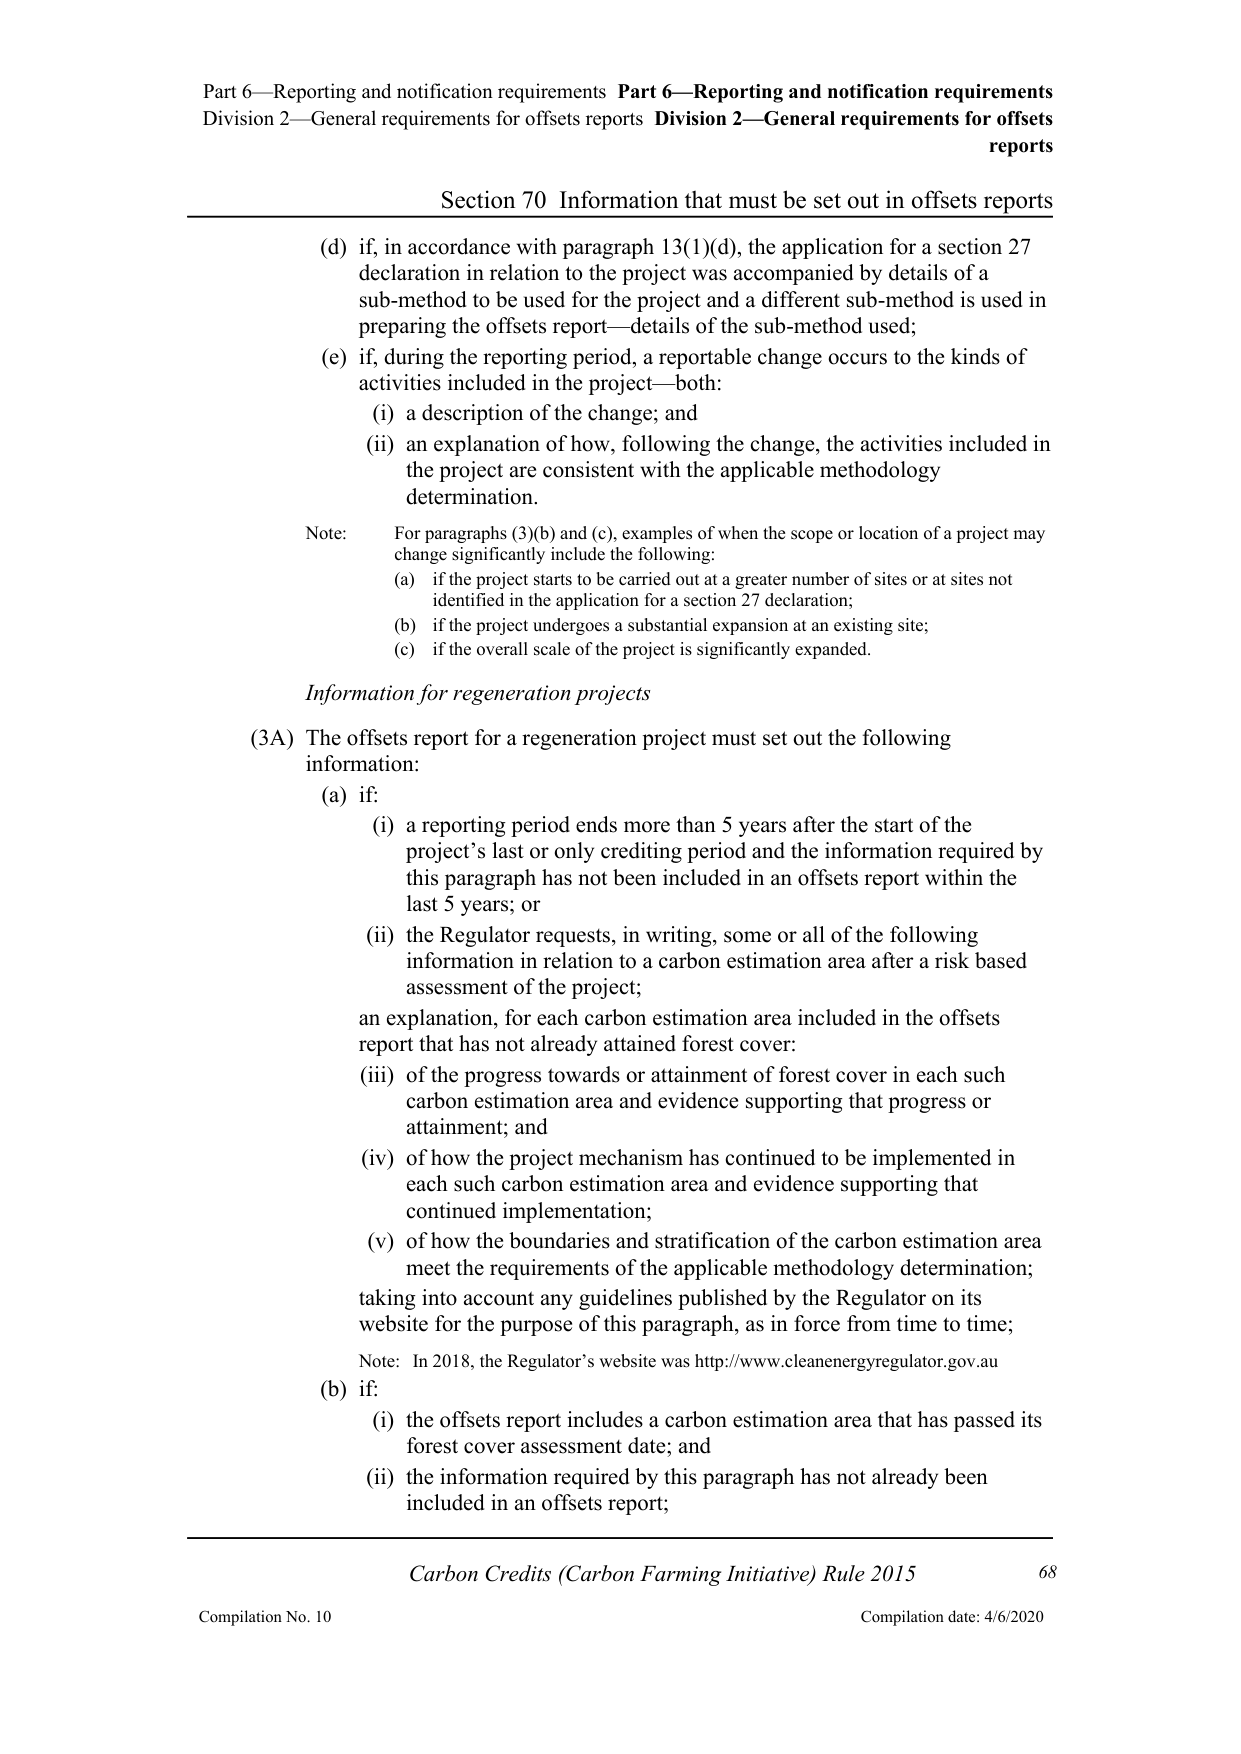 Part 6—Reporting and notification requirements Part 6—Reporting and notification requirements
Division 2—General requirements for offsets reports Division 2—General requirements for offsets
reports
Section 70 Information that must be set out in offsets reports
(d) if, in accordance with paragraph 13(1)(d), the application for a section 27
declaration in relation to the project was accompanied by details of a
sub-method to be used for the project and a different sub-method is used in
preparing the offsets report—details of the sub-method used;
(e) if, during the reporting period, a reportable change occurs to the kinds of
activities included in the project—both:
(i) a description of the change; and
(ii) an explanation of how, following the change, the activities included in
the project are consistent with the applicable methodology
determination.
Note: For paragraphs (3)(b) and (c), examples of when the scope or location of a project may
change significantly include the following:
(a) if the project starts to be carried out at a greater number of sites or at sites not
identified in the application for a section 27 declaration;
(b) if the project undergoes a substantial expansion at an existing site;
(c) if the overall scale of the project is significantly expanded.
Information for regeneration projects
(3A) The offsets report for a regeneration project must set out the following
information:
(a) if:
(i) a reporting period ends more than 5 years after the start of the
project’s last or only crediting period and the information required by
this paragraph has not been included in an offsets report within the
last 5 years; or
(ii) the Regulator requests, in writing, some or all of the following
information in relation to a carbon estimation area after a risk based
assessment of the project;
an explanation, for each carbon estimation area included in the offsets
report that has not already attained forest cover:
(iii) of the progress towards or attainment of forest cover in each such
carbon estimation area and evidence supporting that progress or
attainment; and
(iv) of how the project mechanism has continued to be implemented in
each such carbon estimation area and evidence supporting that
continued implementation;
(v) of how the boundaries and stratification of the carbon estimation area
meet the requirements of the applicable methodology determination;
taking into account any guidelines published by the Regulator on its
website for the purpose of this paragraph, as in force from time to time;
Note: In 2018, the Regulator’s website was http://www.cleanenergyregulator.gov.au
(b) if:
(i) the offsets report includes a carbon estimation area that has passed its
forest cover assessment date; and
(ii) the information required by this paragraph has not already been
included in an offsets report;
Carbon Credits (Carbon Farming Initiative) Rule 2015 68
Compilation No. 10 Compilation date: 4/6/2020